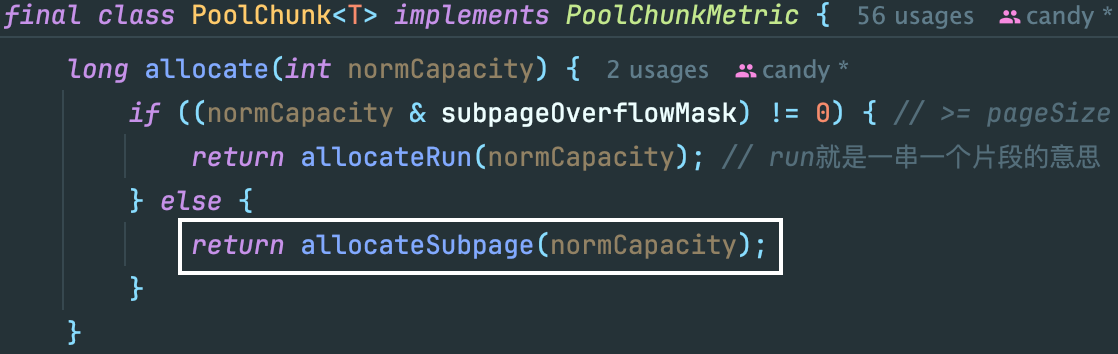 final class PoolChunk<T> implements PoolChunkMetric { 56 usages candy *
long allocate(int normCapacity) { 2 usages candy *
if ((normCapacity & subpageOverflowMask) != 0) { // >= pageSize
return allocateRun(normCapacity); // run就是一串一个片段的意思
} else {
return allocateSubpage(normCapacity);
}
}